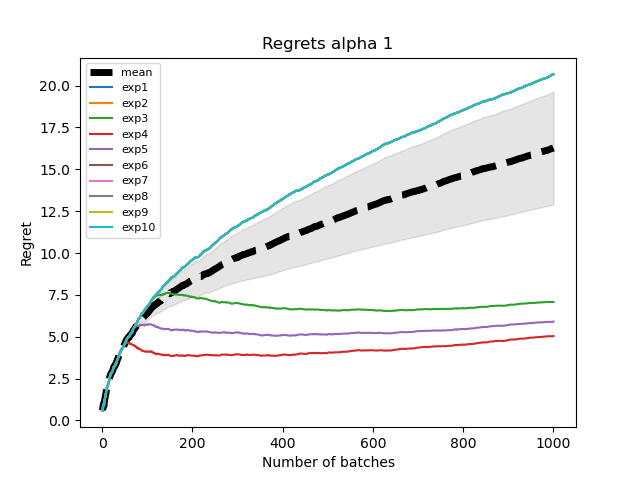 Regrets alpha 1
mean
exp1
exp2
exp3
exp4
exp5
exp6
exp7
exp8
exp9
exp10
20.0
17.5
15.0
12.5
10.0
7.5
5.0
2.5
0.0
Regret
0 200 400 600 800 1000
Number of batches